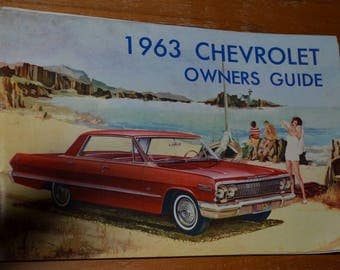 1963 CHEVROLET
OWNERS GUIDE